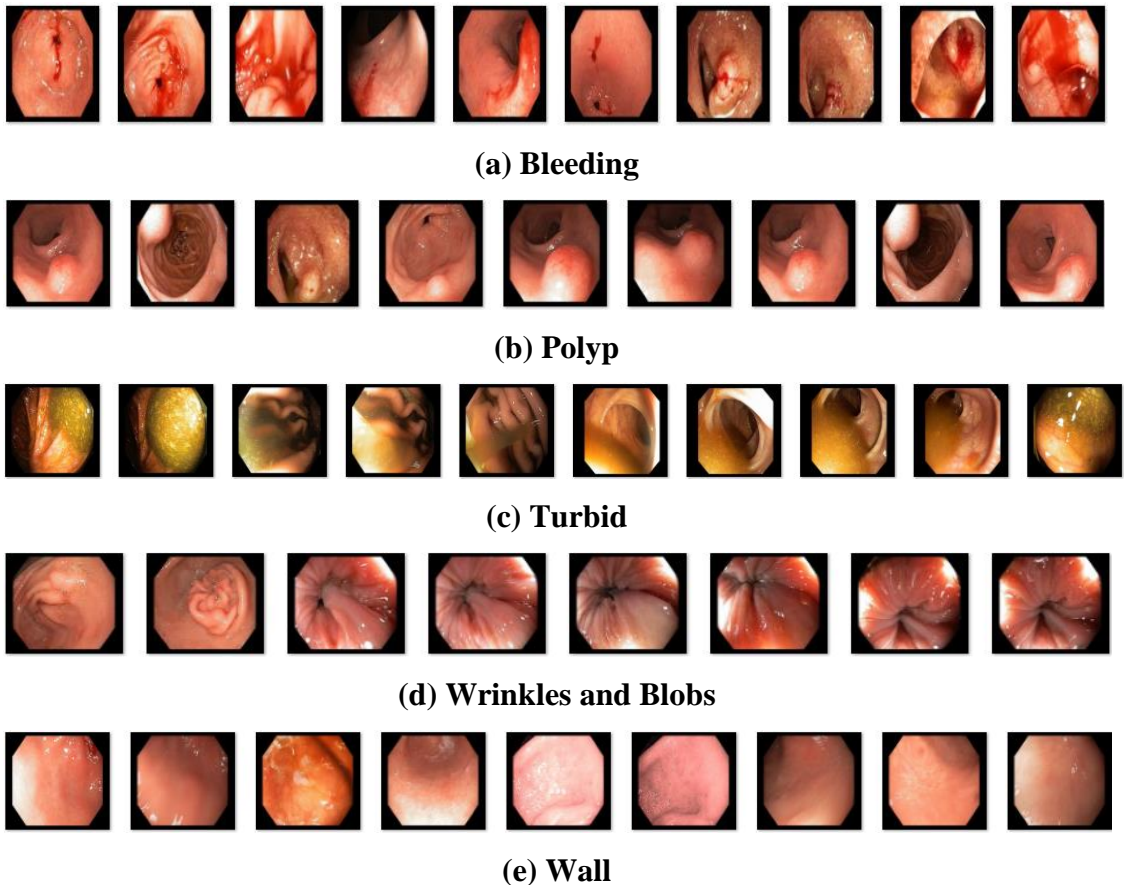 (a) Bleeding
(b) Polyp
(c) Turbid
(d) Wrinkles and Blobs
(e) Wall